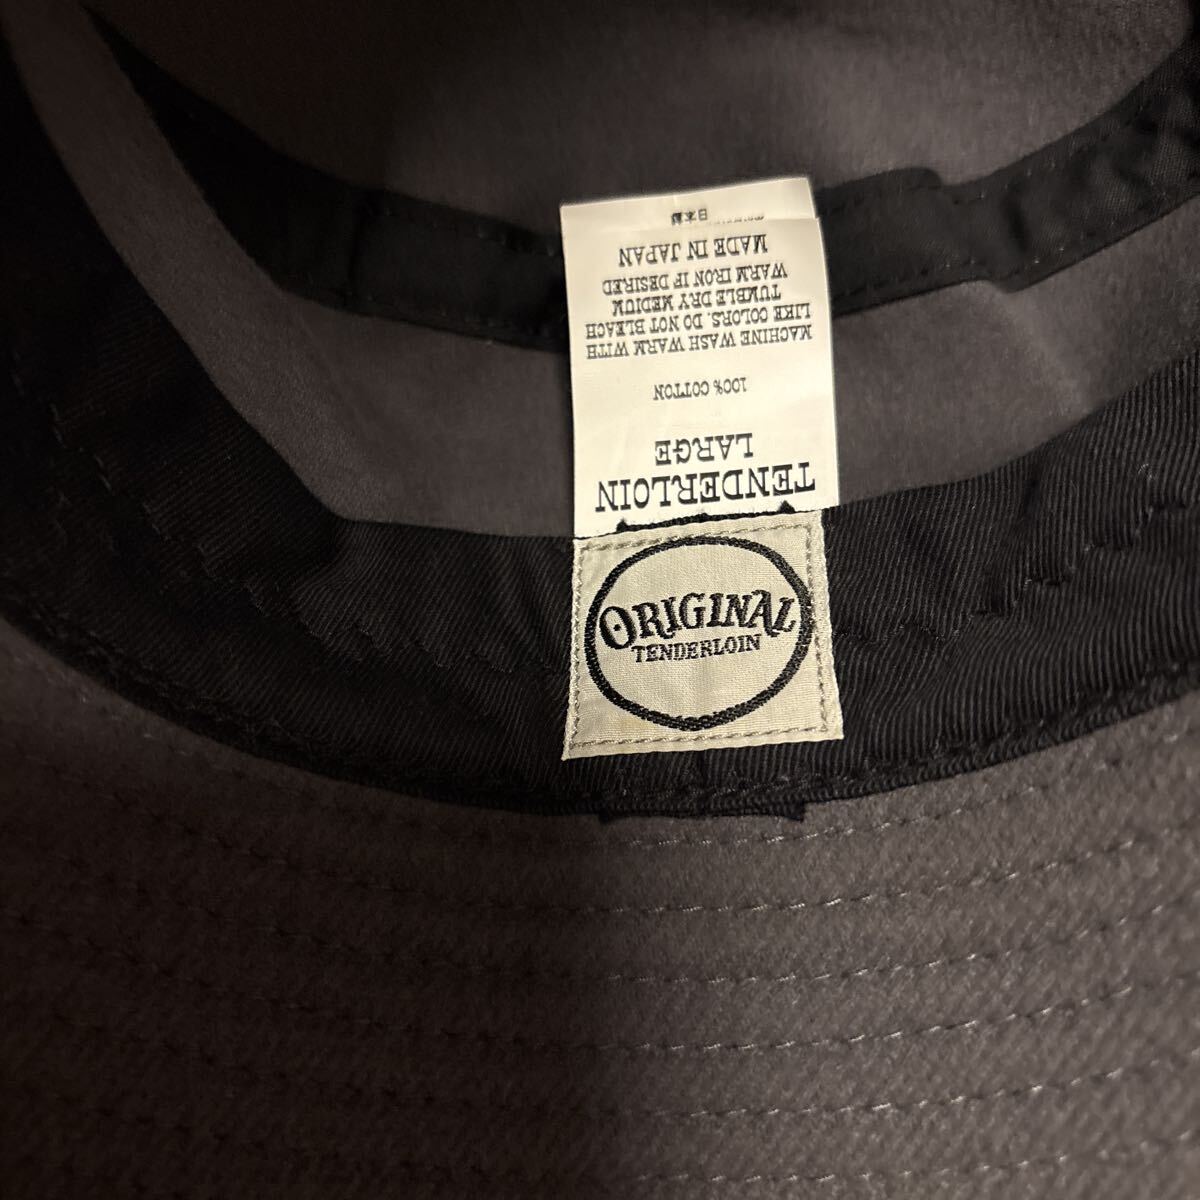 TENDERLOIN
LARGE
100% COTTON
MACHINE WASH WARM WITH
LIKE COLORS. DO NOT BLEACH
TUMBLE DRY MEDIUM
WARM IRON IF DESIRED
MADE IN JAPAN
日本製
ORIGINAL
TENDERLOIN